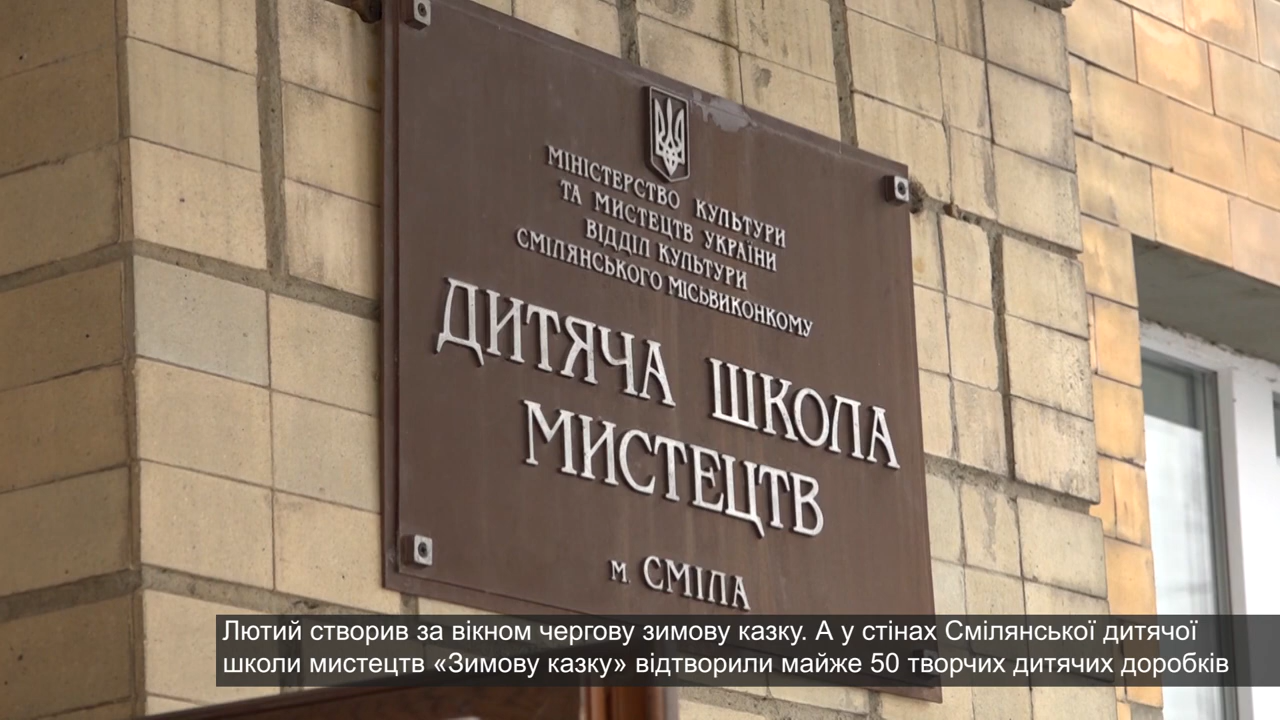 МІНІСТЕРСТВО КУЛЬТУРИ
ТА МИСТЕЦТВ УКРАЇНИ
ВІДДІЛ КУЛЬТУРИ
СМІЛЯНСЬКОГО МІСЬВИКОНКОМУ
ДИТЯЧА ШКОЛА
МИСТЕЦТВ
м. СМІЛА
Лютий створив за вікном чергову зимову казку. А у стінах Смілянської дитячої
школи мистецтв «Зимову казку» відтворили майже 50 творчих дитячих доробків